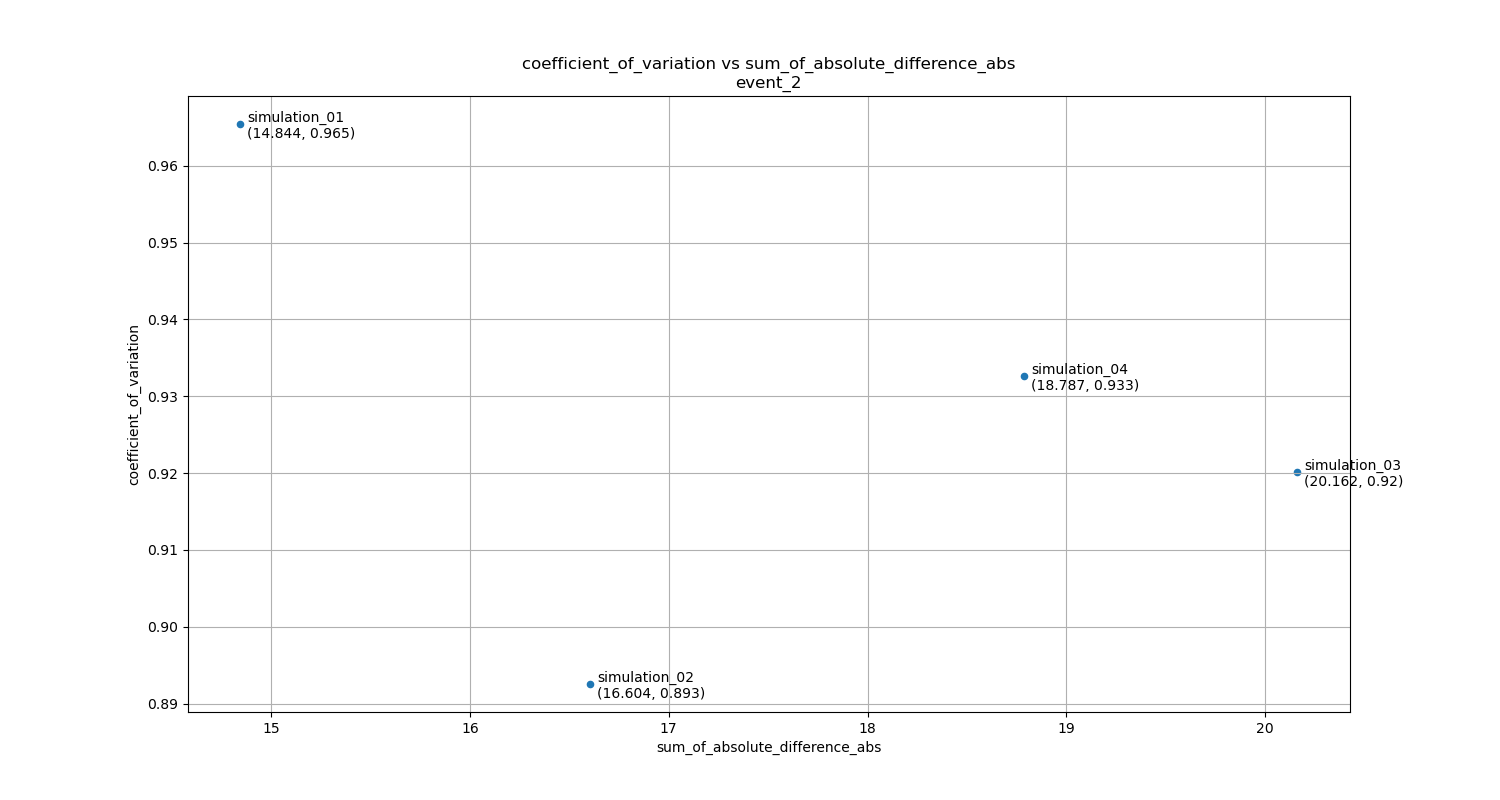 coefficient_of_variation vs sum_of_absolute_difference_abs
event_2
simulation_01
(14.844, 0.965)
0.96
0.95
0.94
simulation_04
(18.787, 0.933)
0.93
simulation_03
(20.162, 0.92)
0.92
0.91
0.90
simulation_02
(16.604, 0.893)
0.89
coefficient_of_variation
15 16 17 18 19 20
sum_of_absolute_difference_abs